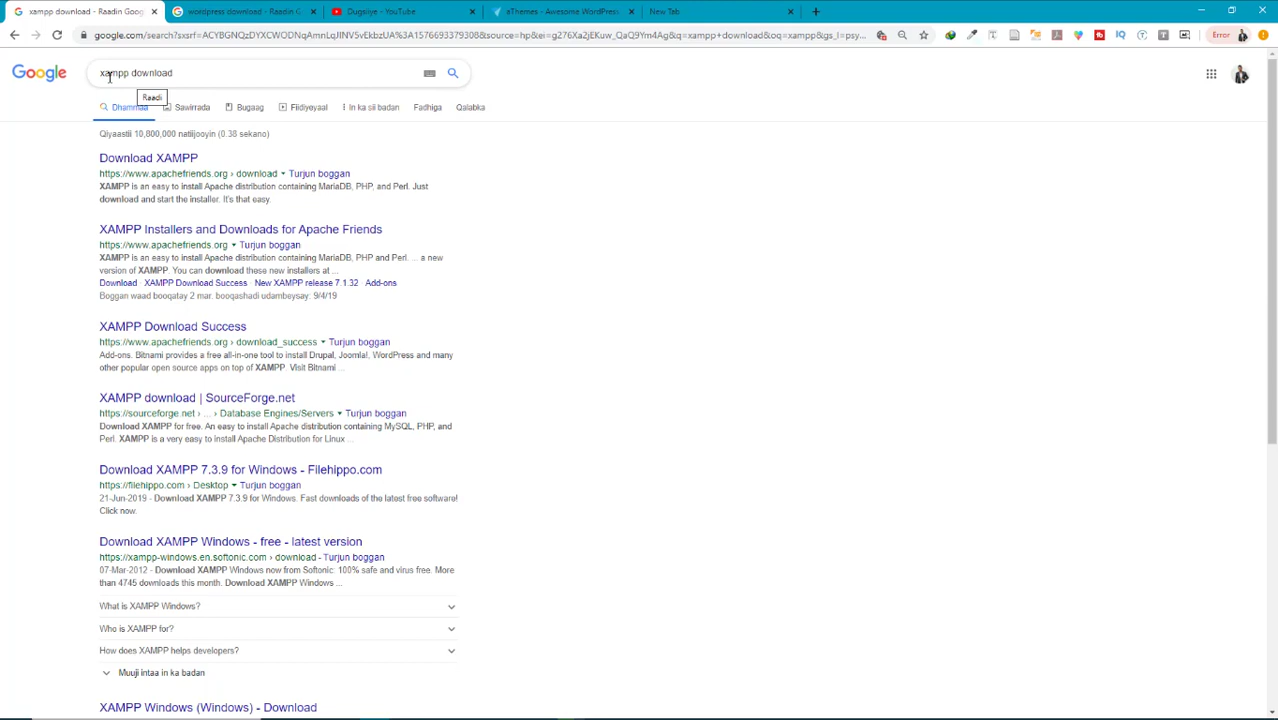 xampp download - Raadin Goog
wordpress download - Raadin G
Dugsiiye - YouTube
aThemes - Awesome WordPress
New Tab
google.com/search?sxsrf=ACYBGNQzDYXCWODNqAmnLqJINV5vEkbzUA%3A1576693379308&source=hp&ei=g276Xa2jEKuw_QaQ9Ym4Ag&q=xampp+download&oq=xampp&gs_l=psy...
Error
Google
xampp download
Raadi
Dhammaa
Sawirrada
Bugaag
Fiidiyeyaal
In ka sii badan
Fadhiga
Qalabka
Qiyaastii 10,800,000 natiijooyin (0.38 sekano)
Download XAMPP
https://www.apachefriends.org › download Turjun boggan
XAMPP is an easy to install Apache distribution containing MariaDB, PHP, and Perl. Just
download and start the installer. It's that easy.
XAMPP Installers and Downloads for Apache Friends
https://www.apachefriends.org Turjun boggan
XAMPP is an easy to install Apache distribution containing MariaDB, PHP and Perl. ... a new
version of XAMPP. You can download these new installers at ...
Download XAMPP Download Success New XAMPP release 7.1.32 Add-ons
Boggan waad booqatay 2 mar. booqashadi udambeysay: 9/4/19
XAMPP Download Success
https://www.apachefriends.org › download_success Turjun boggan
Add-ons. Bitnami provides a free all-in-one tool to install Drupal, Joomla!, WordPress and many
other popular open source apps on top of XAMPP. Visit Bitnami ...
XAMPP download | SourceForge.net
https://sourceforge.net › ... › Database Engines/Servers Turjun boggan
Download XAMPP for free. An easy to install Apache distribution containing MySQL, PHP, and
Perl. XAMPP is a very easy to install Apache Distribution for Linux ...
Download XAMPP 7.3.9 for Windows - Filehippo.com
https://filehippo.com › Desktop Turjun boggan
21-Jun-2019 - Download XAMPP 7.3.9 for Windows. Fast downloads of the latest free software!
Click now.
Download XAMPP Windows - free - latest version
https://xampp-windows.en.softonic.com › download - Turjun boggan
07-Mar-2012 - Download XAMPP Windows now from Softonic: 100% safe and virus free. More
than 4745 downloads this month. Download XAMPP Windows ...
What is XAMPP Windows?
Who is XAMPP for?
How does XAMPP helps developers?
Muuji intaa in ka badan
XAMPP Windows (Windows) - Download